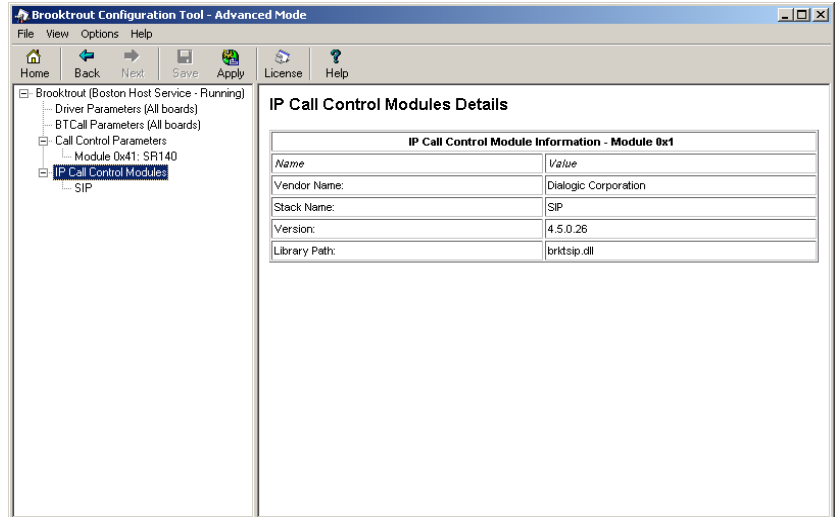 Brooktrout Configuration Tool - Advanced Mode
File View Options Help
Home Back Next Save Apply License Help
Brooktrout (Boston Host Service - Running)
Driver Parameters (All boards)
BTCall Parameters (All boards)
Call Control Parameters
Module 0x41: SR140
IP Call Control Modules
SIP
IP Call Control Modules Details
IP Call Control Module Information - Module 0x1
Name Value
Vendor Name: Dialogic Corporation
Stack Name: SIP
Version: 4.5.0.26
Library Path: brktsip.dll